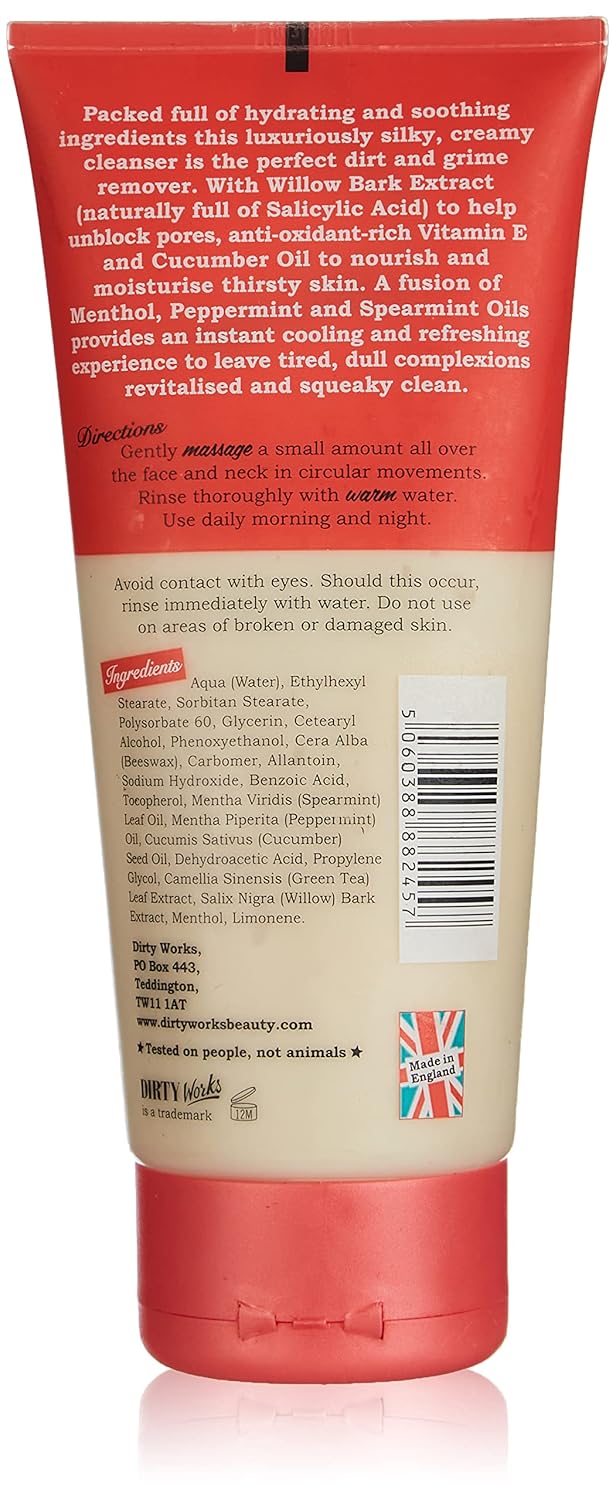 Packed full of hydrating and soothing
ingredients this luxuriously silky, creamy
cleanser is the perfect dirt and grime
remover. With Willow Bark Extract
(naturally full of Salicylic Acid) to help
unblock pores, anti-oxidant-rich Vitamin E
and Cucumber Oil to nourish and
moisturise thirsty skin. A fusion of
Menthol, Peppermint and Spearmint Oils
provides an instant cooling and refreshing
experience to leave tired, dull complexions
revitalised and squeaky clean.
Directions
Gently massage a small amount all over
the face and neck in circular movements.
Rinse thoroughly with warm water.
Use daily morning and night.
Avoid contact with eyes. Should this occur,
rinse immediately with water. Do not use
on areas of broken or damaged skin.
Ingredients
Aqua (Water), Ethylhexyl
Stearate, Sorbitan Stearate,
Polysorbate 60, Glycerin, Cetearyl
Alcohol, Phenoxyethanol, Cera Alba
(Beeswax), Carbomer, Allantoin,
Sodium Hydroxide, Benzoic Acid,
Tocopherol, Mentha Viridis (Spearmint)
Leaf Oil, Mentha Piperita (Peppermint)
Oil, Cucumis Sativus (Cucumber)
Seed Oil, Dehydroacetic Acid, Propylene
Glycol, Camellia Sinensis (Green Tea)
Leaf Extract, Salix Nigra (Willow) Bark
Extract, Menthol, Limonene.
5060388882457
Dirty Works,
PO Box 443,
Teddington,
TW11 1AT
www.dirtyworksbeauty.com
★Tested on people, not animals★
Made in
England
DIRTY Works
is a trademark
12M